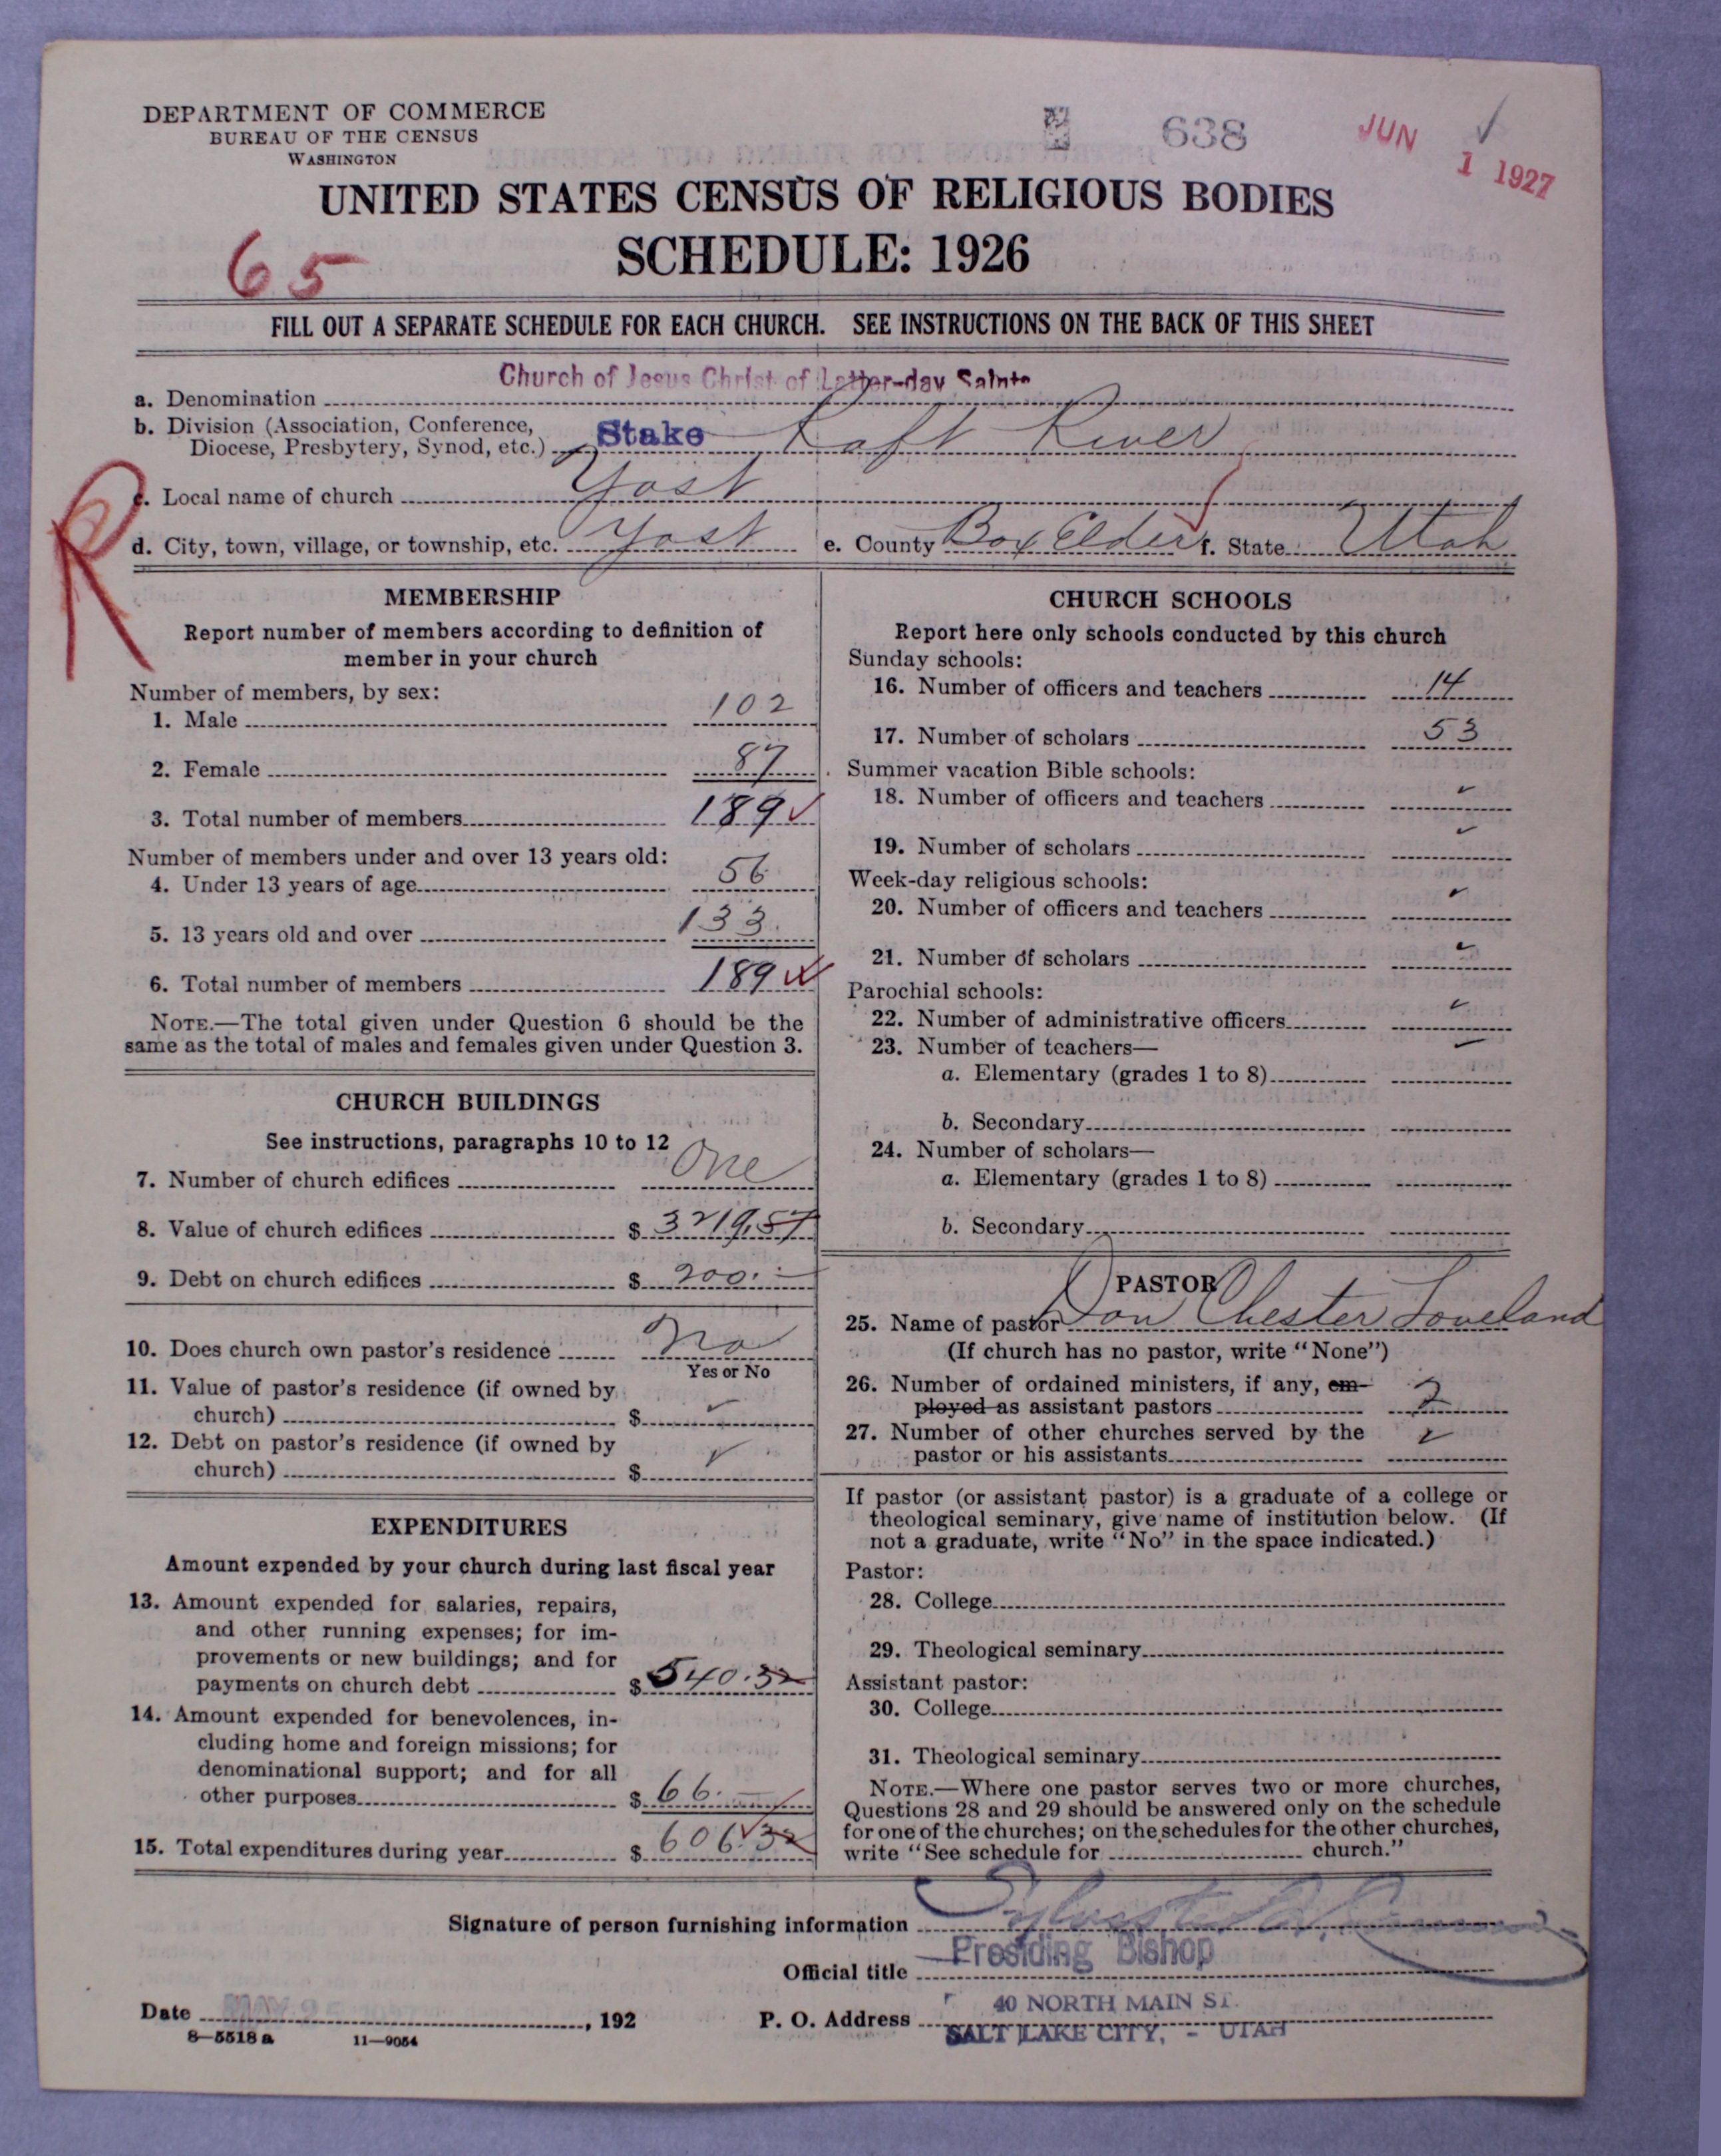 DEPARTMENT OF COMMERCE
BUREAU OF THE CENSUS
WASHINGTON
638
JUN 1 1927
UNITED STATES CENSUS OF RELIGIOUS BODIES
SCHEDULE: 1926
65
FILL OUT A SEPARATE SCHEDULE FOR EACH CHURCH. SEE INSTRUCTIONS ON THE BACK OF THIS SHEET
a. Denomination Church of Jesus Christ of Latter-day Saints
b. Division (Association, Conference,
Diocese, Presbytery, Synod, etc.) Stake Raft River
R
c. Local name of church Yost
d. City, town, village, or township, etc. Yost e. County Box Elder f. State Utah
MEMBERSHIP
Report number of members according to definition of
member in your church
Number of members, by sex:
1. Male 102
2. Female 87
3. Total number of members 189
Number of members under and over 13 years old:
4. Under 13 years of age 56
5. 13 years old and over 133
6. Total number of members 189
NOTE.—The total given under Question 6 should be the
same as the total of males and females given under Question 3.
CHURCH BUILDINGS
See instructions, paragraphs 10 to 12
7. Number of church edifices One
8. Value of church edifices $ 3219.57
9. Debt on church edifices $ 200.—
10. Does church own pastor's residence No
Yes or No
11. Value of pastor's residence (if owned by
church) $ ✓
12. Debt on pastor's residence (if owned by
church) $ ✓
EXPENDITURES
Amount expended by your church during last fiscal year
13. Amount expended for salaries, repairs,
and other running expenses; for im-
provements or new buildings; and for
payments on church debt $ 540.32
14. Amount expended for benevolences, in-
cluding home and foreign missions; for
denominational support; and for all
other purposes $ 66.—
15. Total expenditures during year $ 606.32
CHURCH SCHOOLS
Report here only schools conducted by this church
Sunday schools:
16. Number of officers and teachers 14
17. Number of scholars 53
Summer vacation Bible schools:
18. Number of officers and teachers ✓
19. Number of scholars ✓
Week-day religious schools:
20. Number of officers and teachers ✓
21. Number of scholars ✓
Parochial schools:
22. Number of administrative officers ✓
23. Number of teachers— ✓
a. Elementary (grades 1 to 8)
b. Secondary
24. Number of scholars—
a. Elementary (grades 1 to 8)
b. Secondary
PASTOR
25. Name of pastor Don Chester Loveland
(If church has no pastor, write "None")
26. Number of ordained ministers, if any, em-
ployed as assistant pastors 2
27. Number of other churches served by the
pastor or his assistants ✓
If pastor (or assistant pastor) is a graduate of a college or
theological seminary, give name of institution below. (If
not a graduate, write "No" in the space indicated.)
Pastor:
28. College
29. Theological seminary
Assistant pastor:
30. College
31. Theological seminary
NOTE.—Where one pastor serves two or more churches,
Questions 28 and 29 should be answered only on the schedule
for one of the churches; on the schedules for the other churches,
write "See schedule for church."
Signature of person furnishing information Sylvester
Official title Presiding Bishop
Date MAY 25, 192
P. O. Address 40 NORTH MAIN ST.
SALT LAKE CITY, - UTAH
8—5518 a 11—9054